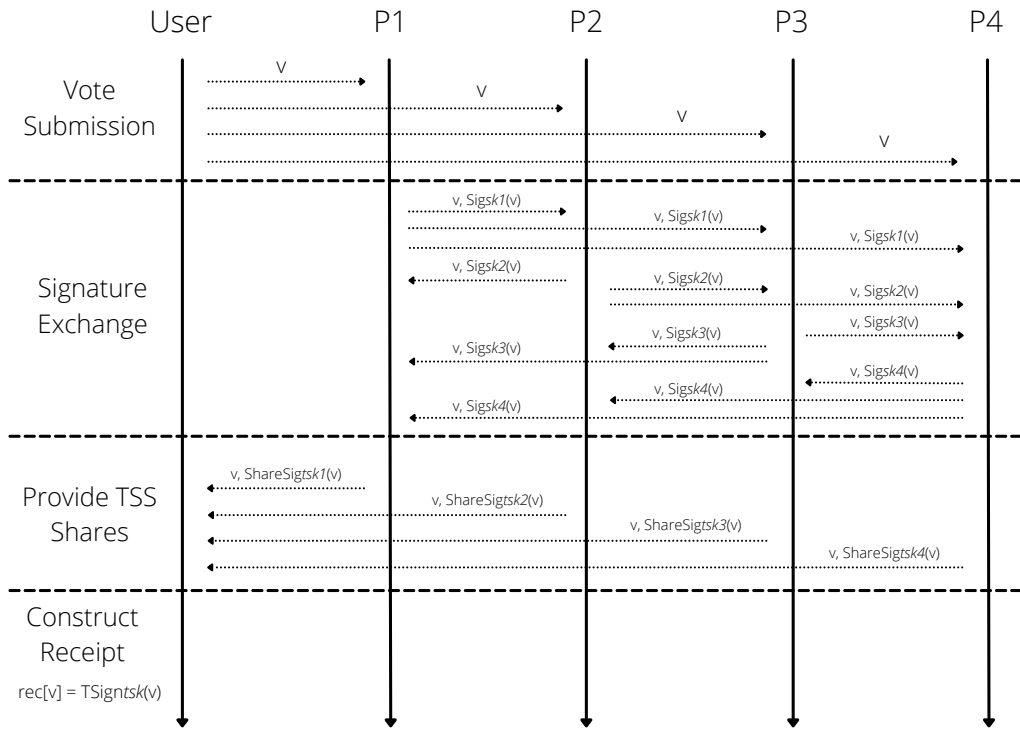 User P1 P2 P3 P4
Vote
Submission
v
v
v
v
Signature
Exchange
v, Sigsk1(v)
v, Sigsk1(v)
v, Sigsk1(v)
v, Sigsk2(v)
v, Sigsk2(v)
v, Sigsk2(v)
v, Sigsk3(v)
v, Sigsk3(v)
v, Sigsk3(v)
v, Sigsk4(v)
v, Sigsk4(v)
v, Sigsk4(v)
Provide TSS
Shares
v, ShareSigtsk1(v)
v, ShareSigtsk2(v)
v, ShareSigtsk3(v)
v, ShareSigtsk4(v)
Construct
Receipt
rec[v] = TSigntsk(v)